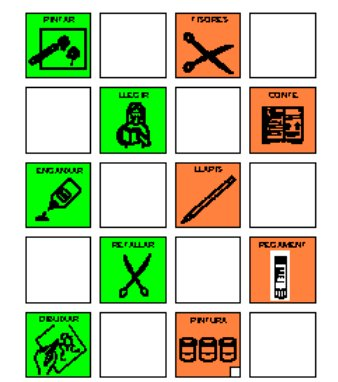 PINTAR
TISORES
LLEGIR
CONTE
ENGANXAR
LLAPIS
RETALLAR
PEGAMENT
DIBUIXAR
PINTURA